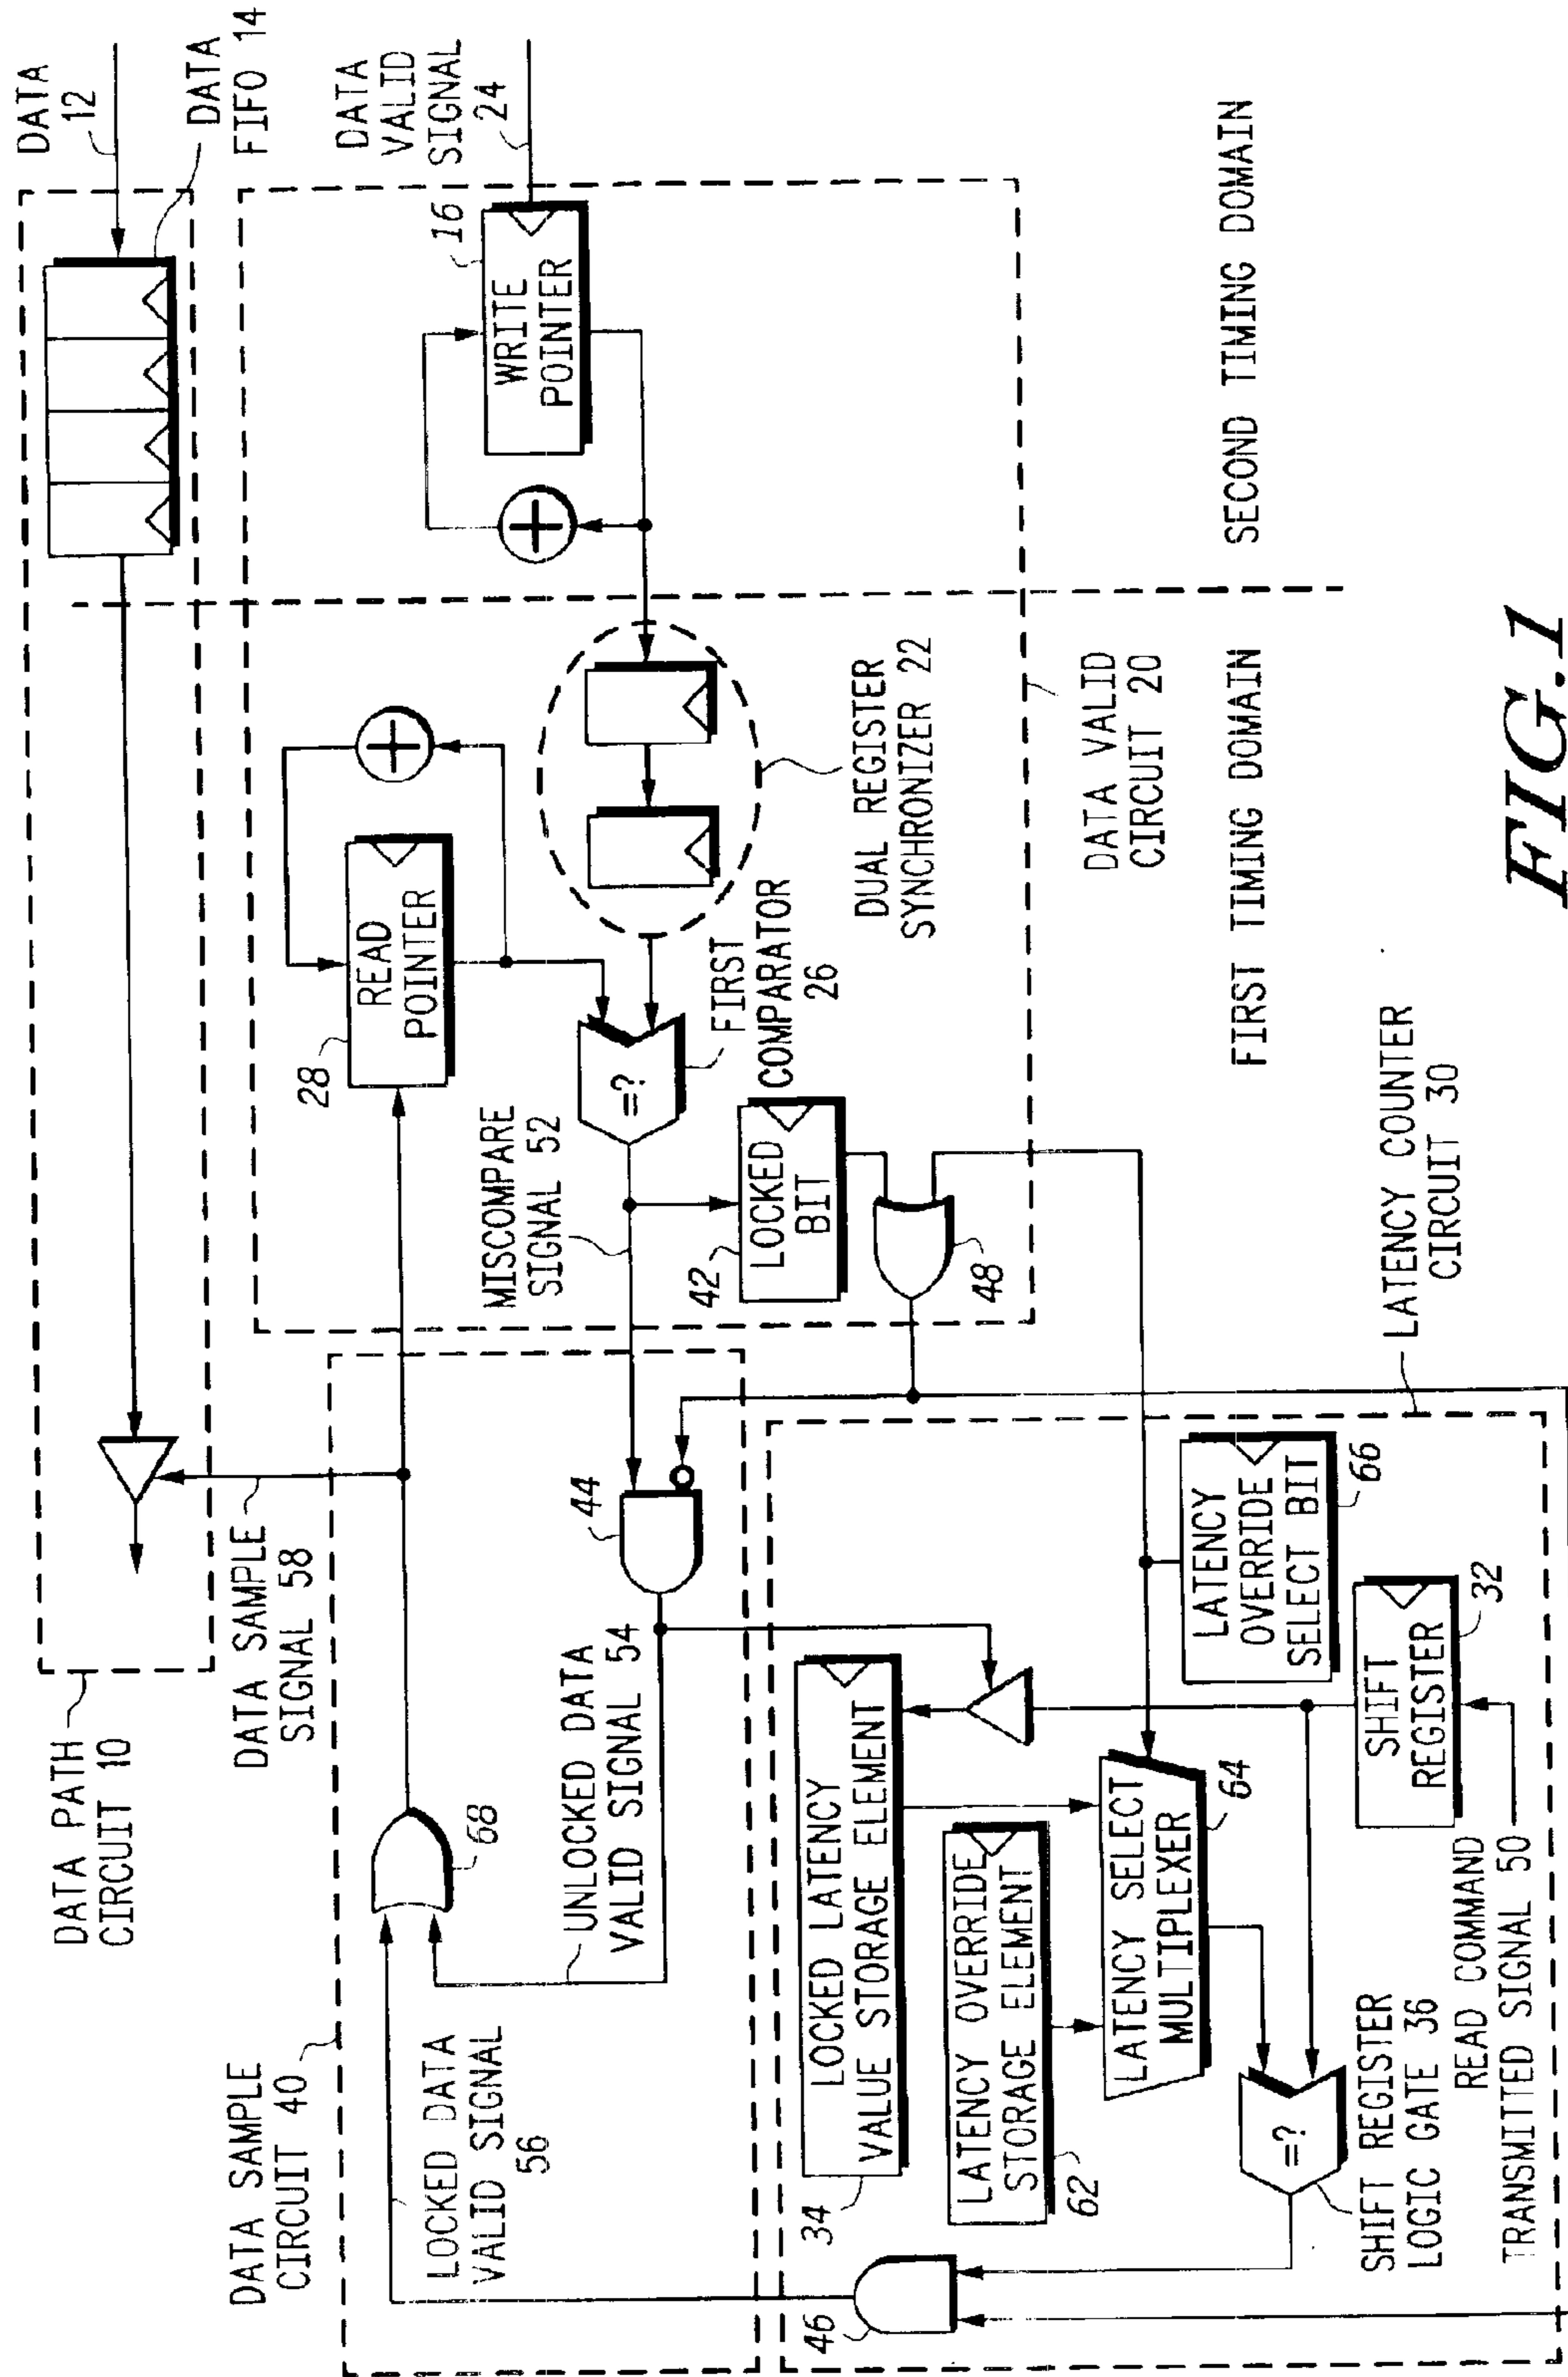 DATA
12
DATA
FIFO 14
DATA PATH
CIRCUIT 10
DATA
VALID
SIGNAL
24
16
WRITE
POINTER
28
READ
POINTER
DUAL REGISTER
SYNCHRONIZER 22
FIRST
COMPARATOR
26
=?
MISCOMPARE
SIGNAL 52
42
LOCKED
BIT
48
DATA VALID
CIRCUIT 20
SECOND TIMING DOMAIN
FIRST TIMING DOMAIN
DATA SAMPLE
SIGNAL 58
DATA SAMPLE
CIRCUIT 40
68
44
UNLOCKED DATA
VALID SIGNAL 54
LOCKED DATA
VALID SIGNAL
56
LATENCY COUNTER
CIRCUIT 30
34
LOCKED LATENCY
VALUE STORAGE ELEMENT
62
LATENCY OVERRIDE
STORAGE ELEMENT
LATENCY SELECT
MULTIPLEXER
64
LATENCY
OVERRIDE
SELECT BIT
66
SHIFT
REGISTER
32
=?
46
SHIFT REGISTER
LOGIC GATE 36
READ COMMAND
TRANSMITTED SIGNAL 50
FIG.1